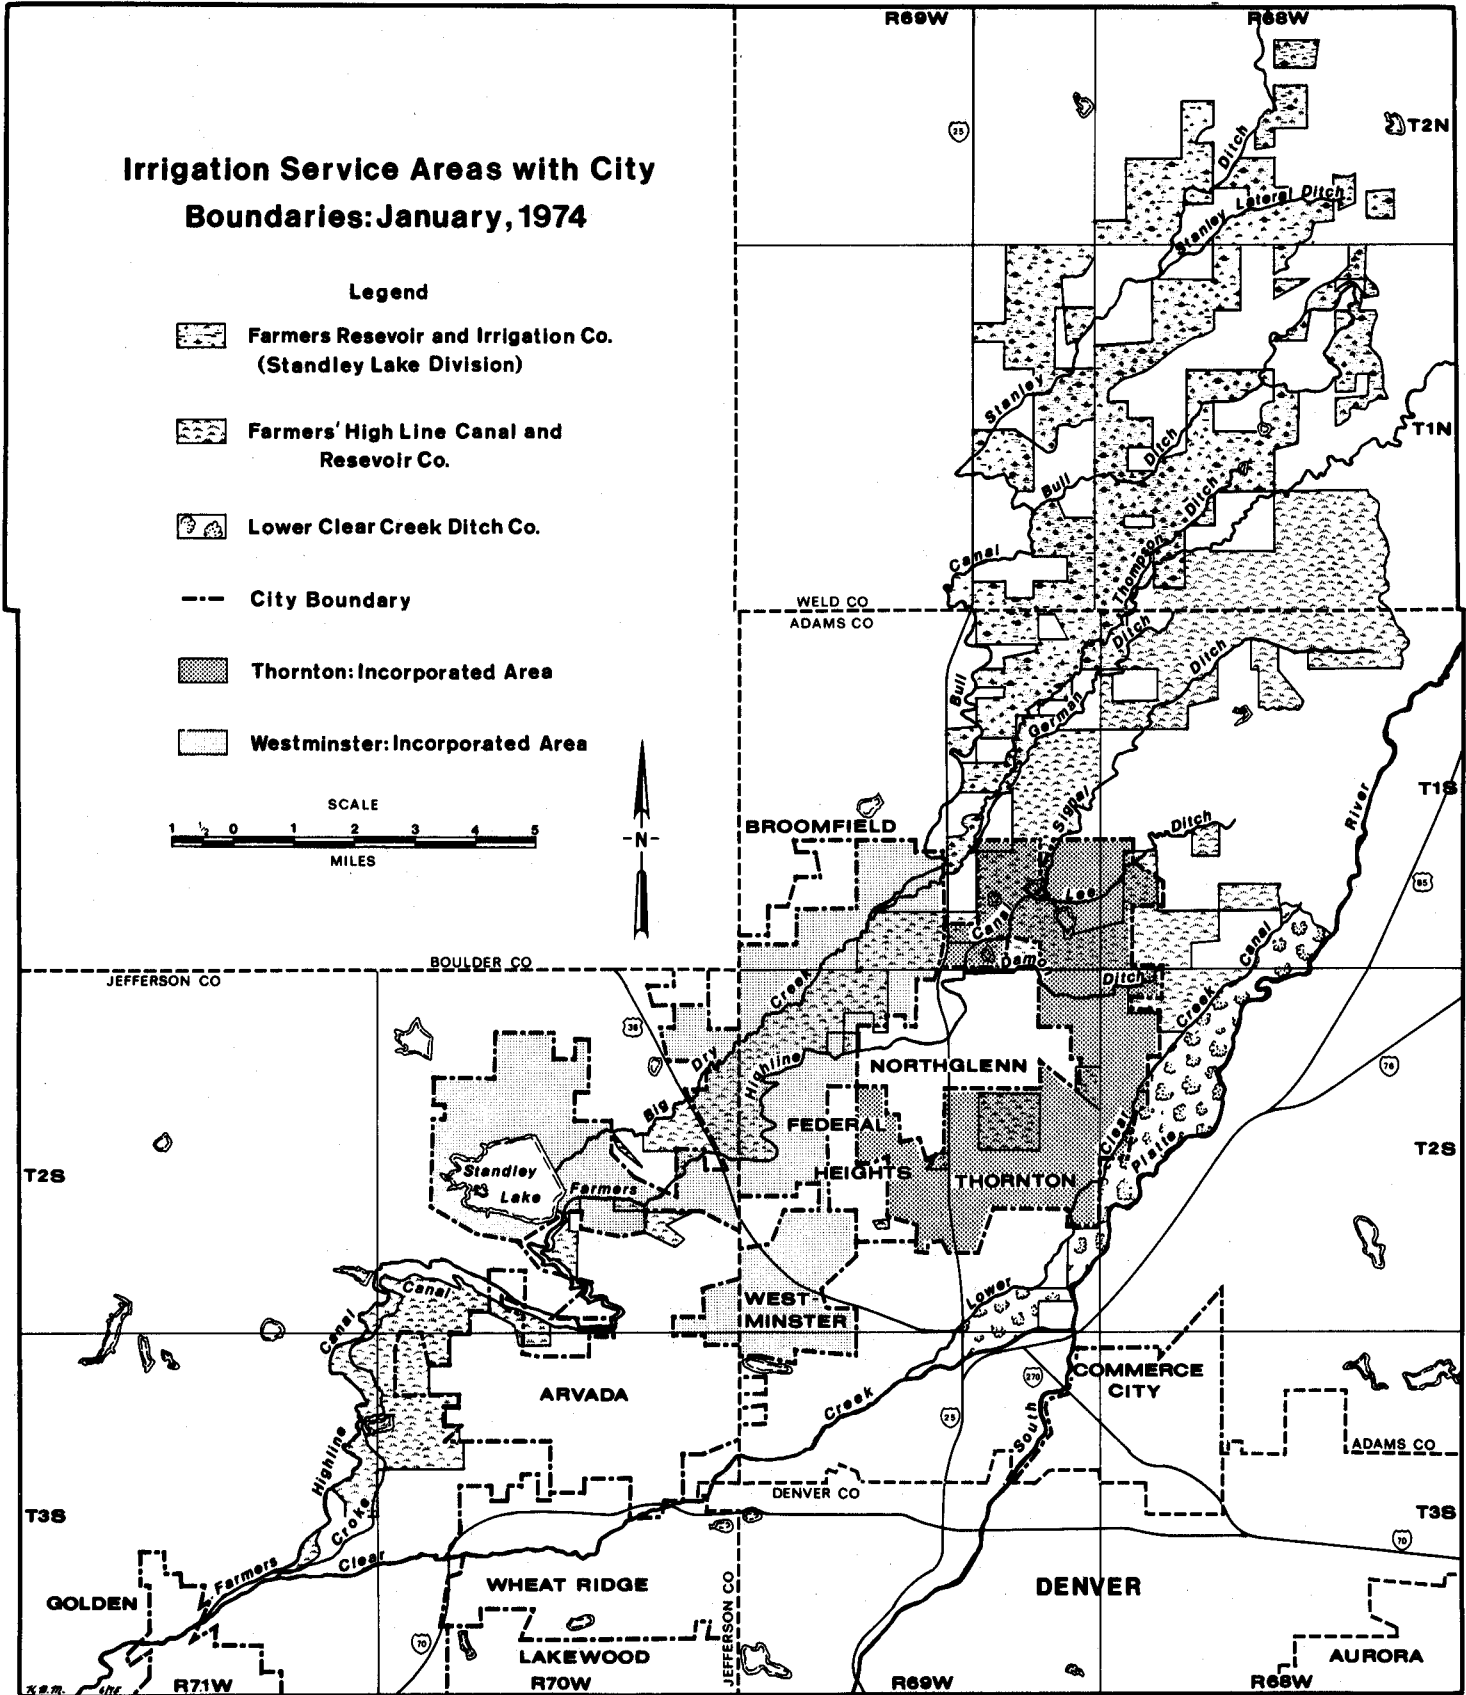 R69W
R68W
25
T2N
Irrigation Service Areas with City
Boundaries: January, 1974
Ditch
Stanley Lateral Ditch
Legend
Farmers Resevoir and Irrigation Co.
(Standley Lake Division)
Stanley
Ditch
T1N
Farmers' High Line Canal and
Resevoir Co.
Bull
Ditch
Lower Clear Creek Ditch Co.
Canal
Thompson
City Boundary
WELD CO
ADAMS CO
Ditch
Ditch
Thornton: Incorporated Area
Bull
German
Westminster: Incorporated Area
SCALE
1 ½ 0 1 2 3 4 5
MILES
-N-
T1S
River
Signal
BROOMFIELD
Ditch
85
Lee
Canal
Canal
Damo
BOULDER CO
JEFFERSON CO
Ditch
Creek
Creek
36
Dry
Highline
NORTHGLENN
76
Big
FEDERAL
HEIGHTS
Clear
Platte
T2S
T2S
Standley
Lake
Farmers
THORNTON
Canal
Lower
WEST-
MINSTER
Canal
ARVADA
COMMERCE
CITY
270
Creek
25
South
Highline
ADAMS CO
DENVER CO
T3S
T3S
Croke
70
Clear
Farmers
GOLDEN
WHEAT RIDGE
DENVER
JEFFERSON CO
70
LAKEWOOD
AURORA
R71W
R70W
R69W
R68W